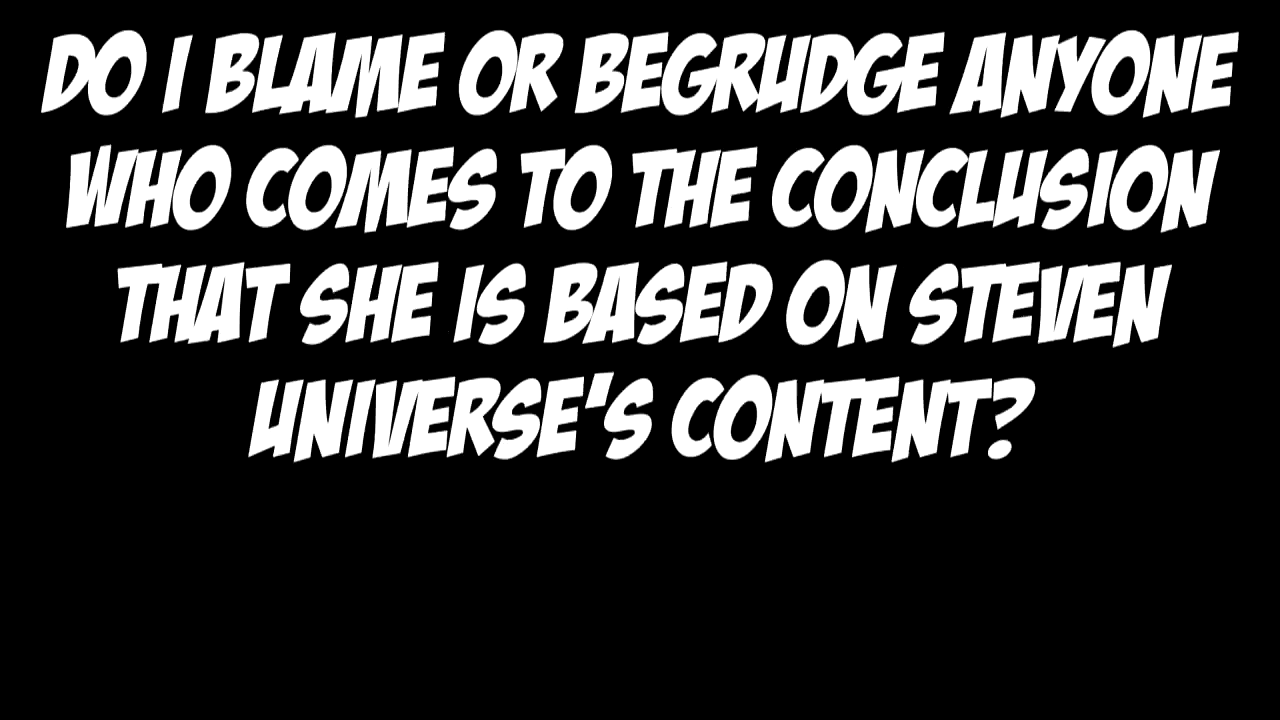 DO I BLAME OR BEGRUDGE ANYONE
WHO COMES TO THE CONCLUSION
THAT SHE IS BASED ON STEVEN
UNIVERSE'S CONTENT?